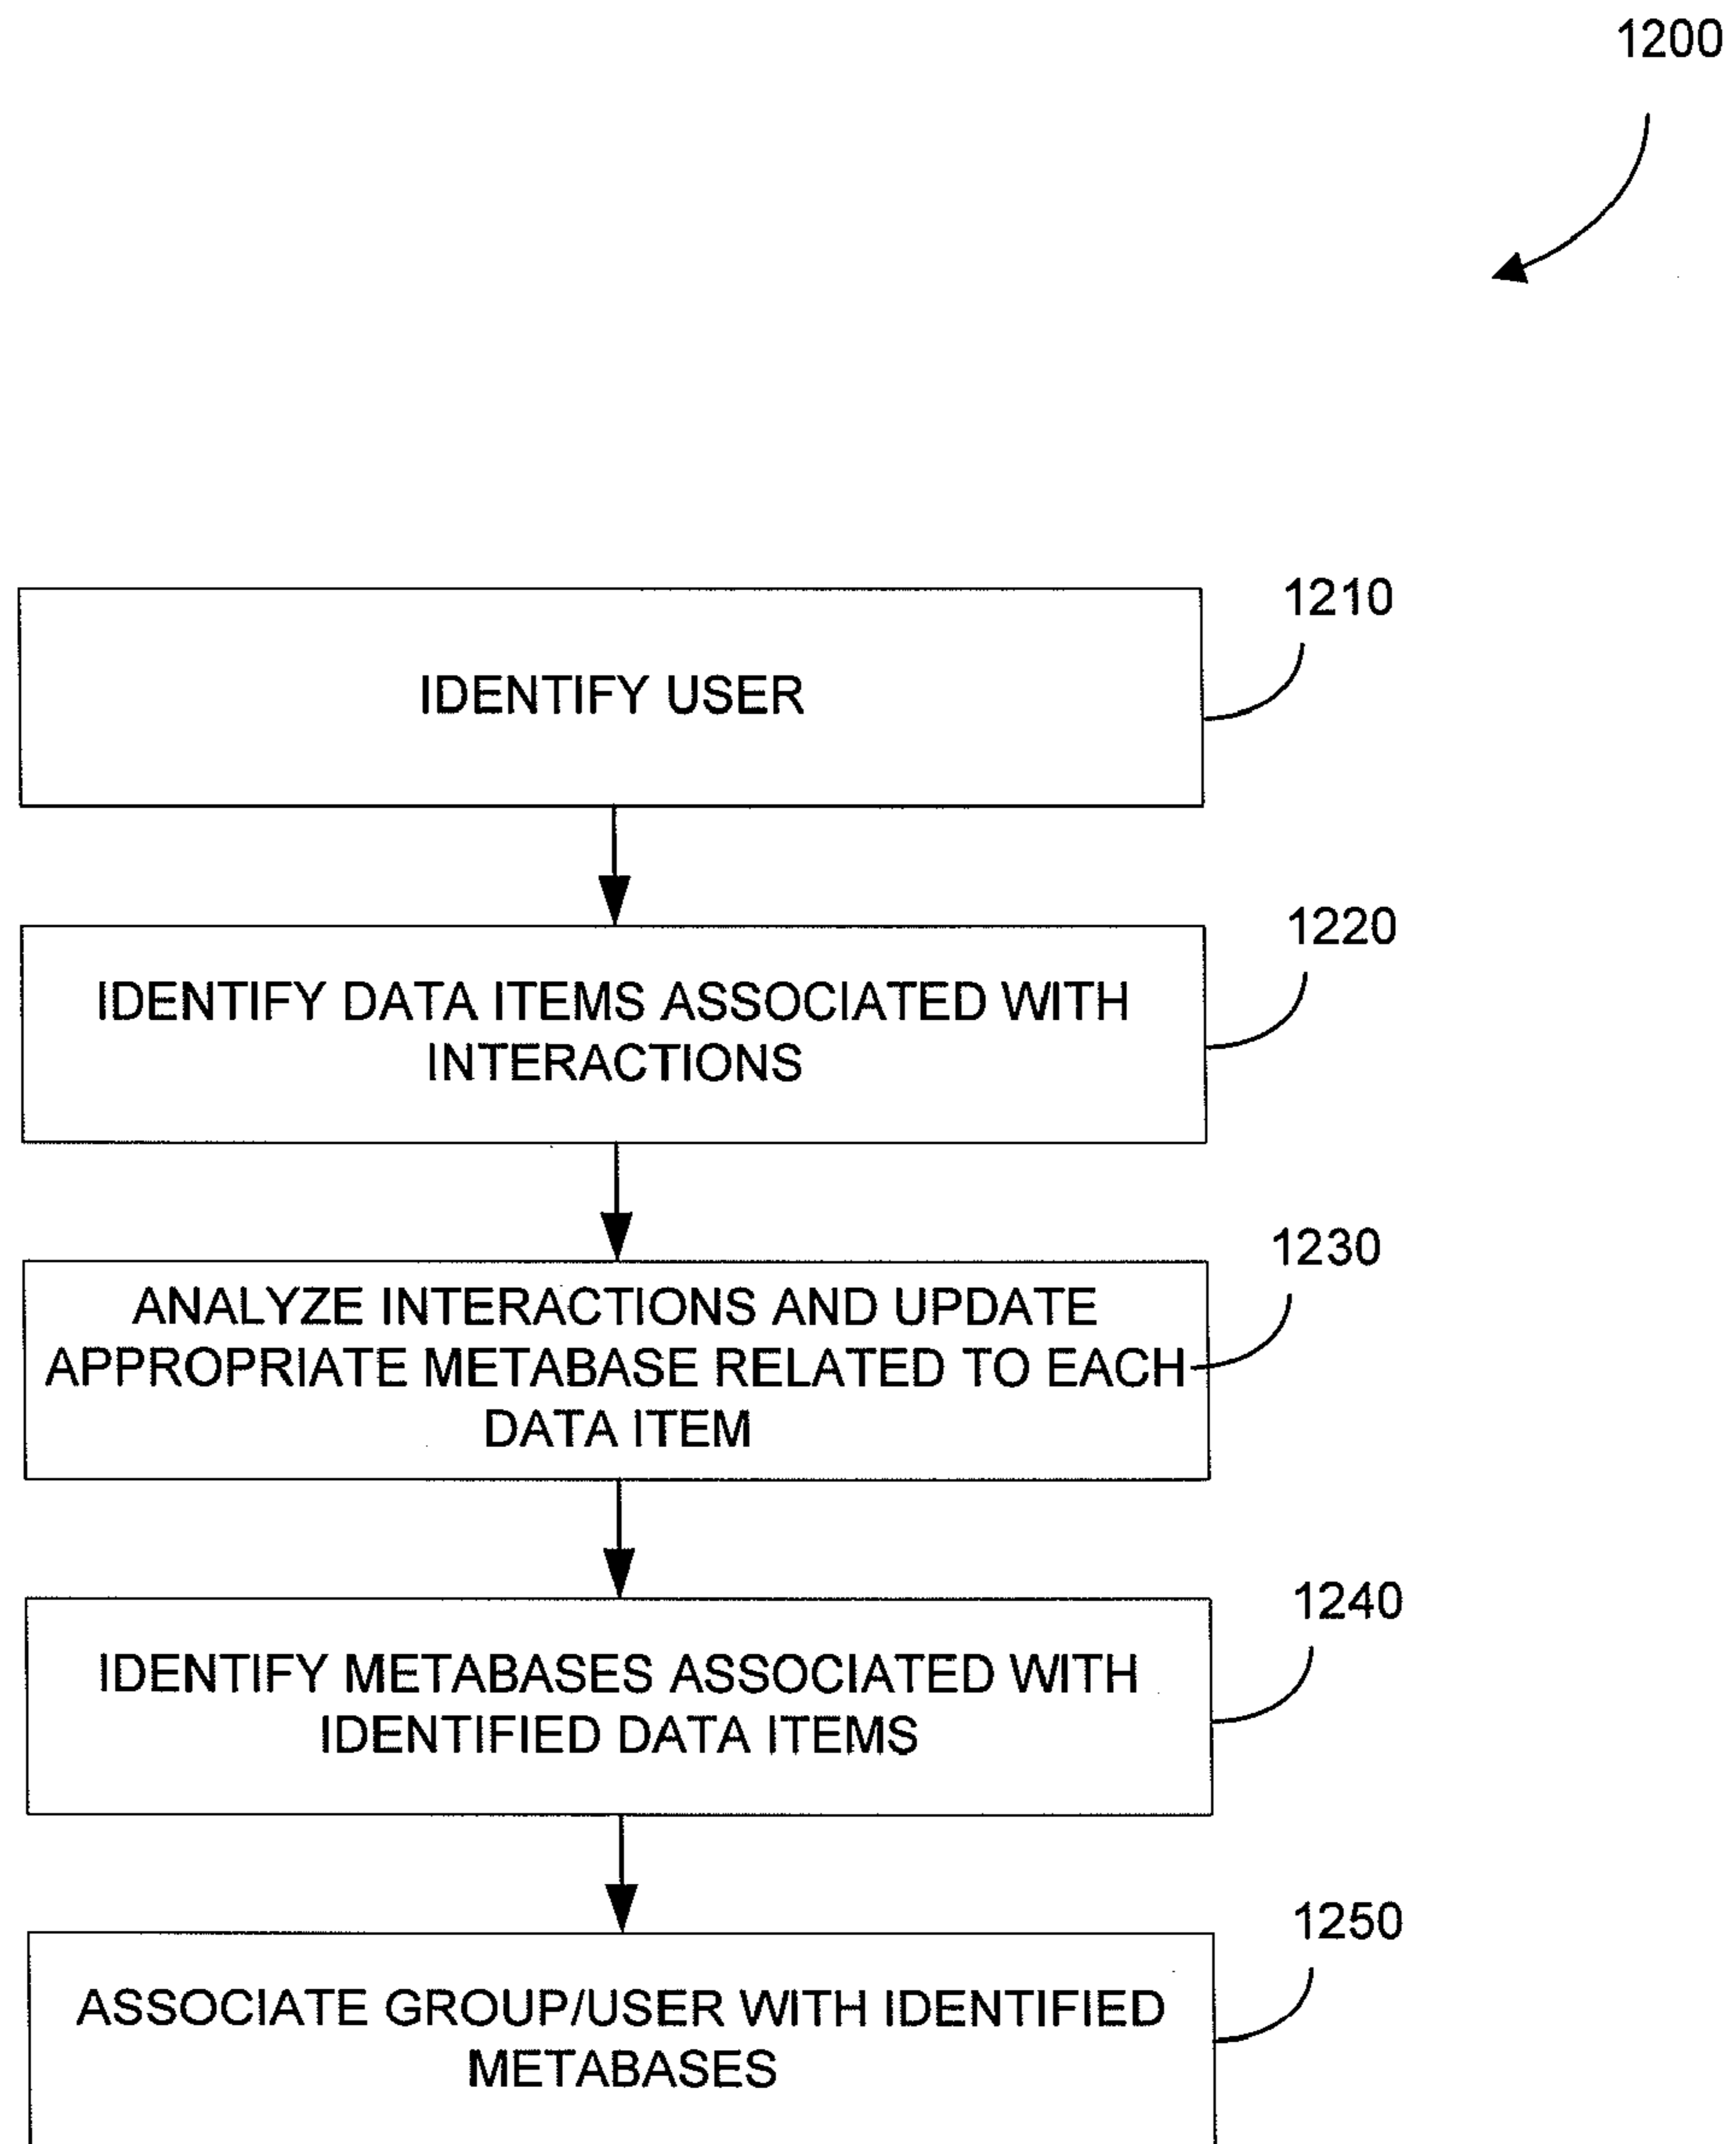 1200
1210
IDENTIFY USER
1220
IDENTIFY DATA ITEMS ASSOCIATED WITH
INTERACTIONS
1230
ANALYZE INTERACTIONS AND UPDATE
APPROPRIATE METABASE RELATED TO EACH
DATA ITEM
1240
IDENTIFY METABASES ASSOCIATED WITH
IDENTIFIED DATA ITEMS
1250
ASSOCIATE GROUP/USER WITH IDENTIFIED
METABASES